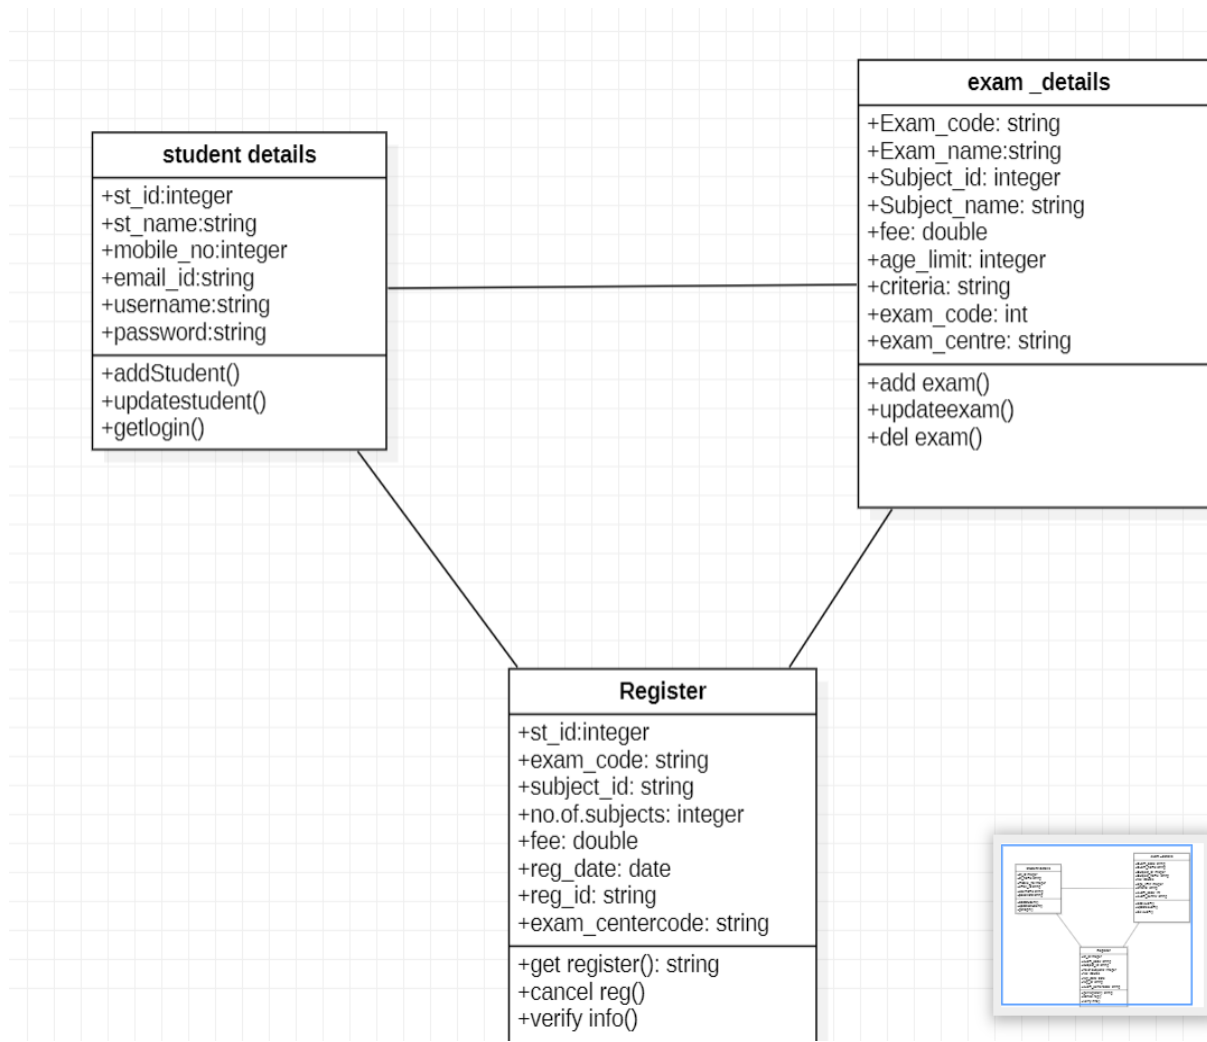 student details
+st_id:integer
+st_name:string
+mobile_no:integer
+email_id:string
+username:string
+password:string
+addStudent()
+updatestudent()
+getlogin()
exam _details
+Exam_code: string
+Exam_name:string
+Subject_id: integer
+Subject_name: string
+fee: double
+age_limit: integer
+criteria: string
+exam_code: int
+exam_centre: string
+add exam()
+updateexam()
+del exam()
Register
+st_id:integer
+exam_code: string
+subject_id: string
+no.of.subjects: integer
+fee: double
+reg_date: date
+reg_id: string
+exam_centercode: string
+get register(): string
+cancel reg()
+verify info()